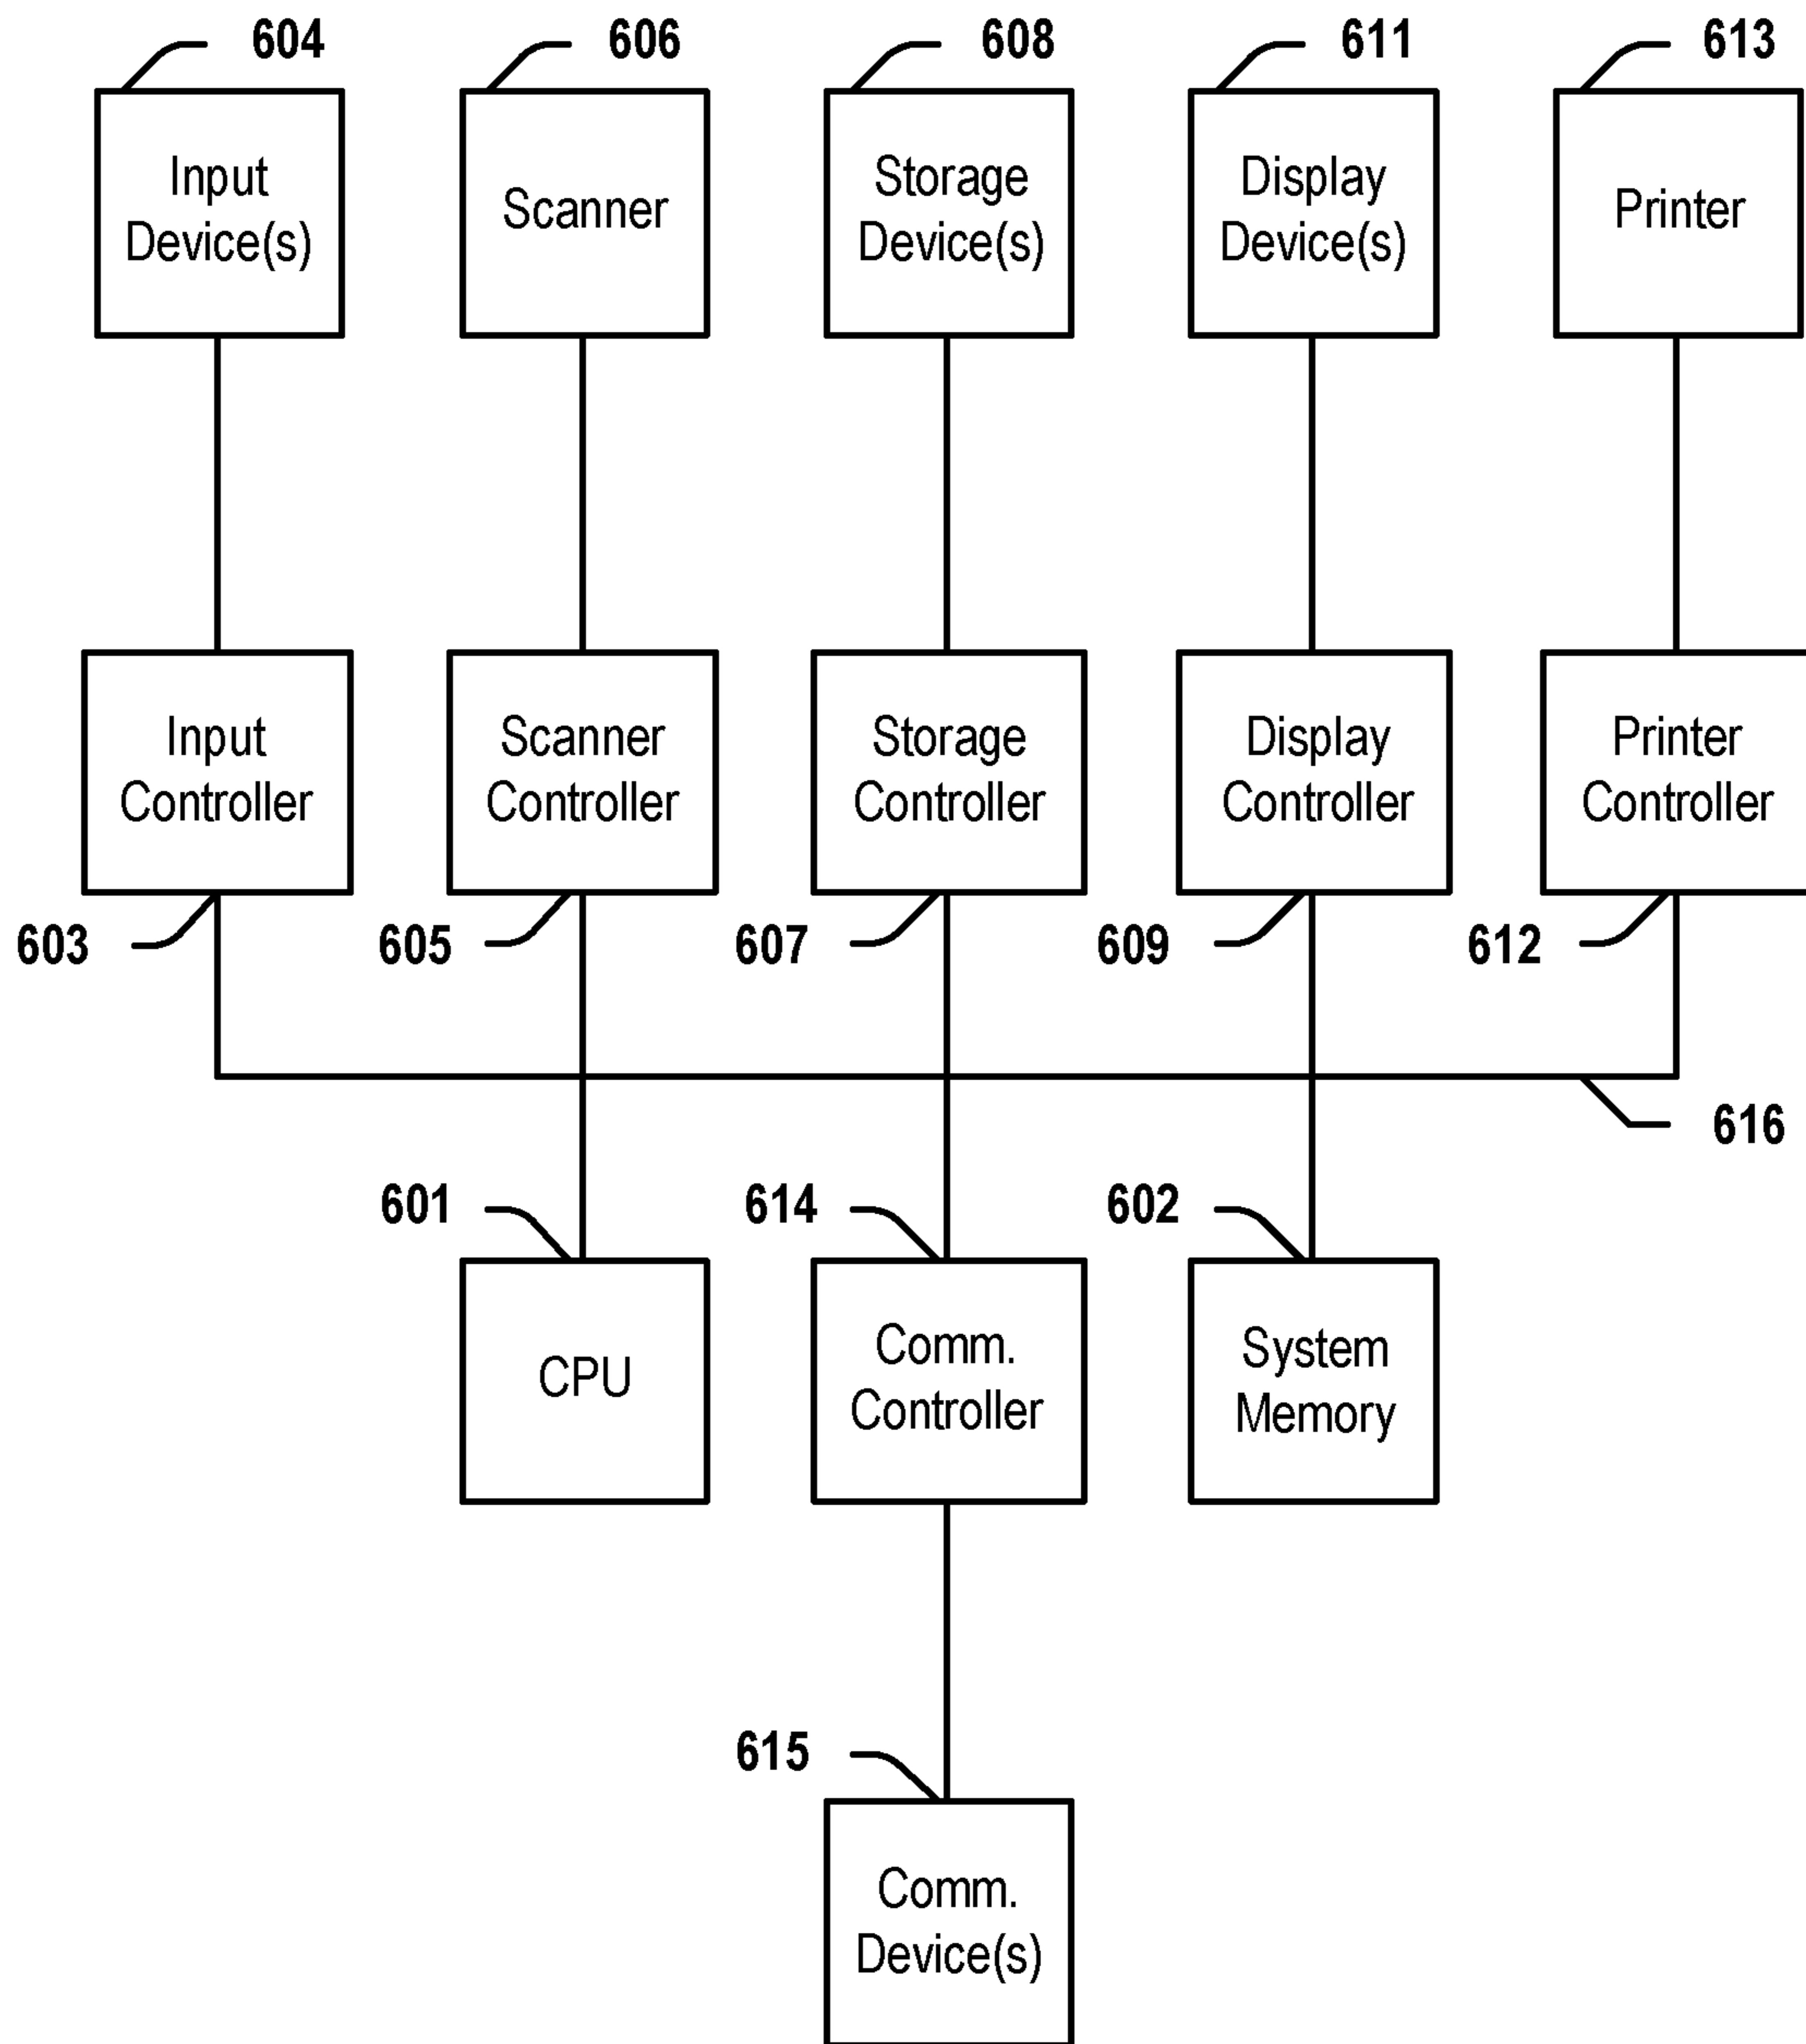 604
606
608
611
613
Input
Device(s)
Scanner
Storage
Device(s)
Display
Device(s)
Printer
Input
Controller
Scanner
Controller
Storage
Controller
Display
Controller
Printer
Controller
603
605
607
609
612
616
601
614
602
CPU
Comm.
Controller
System
Memory
615
Comm.
Device(s)